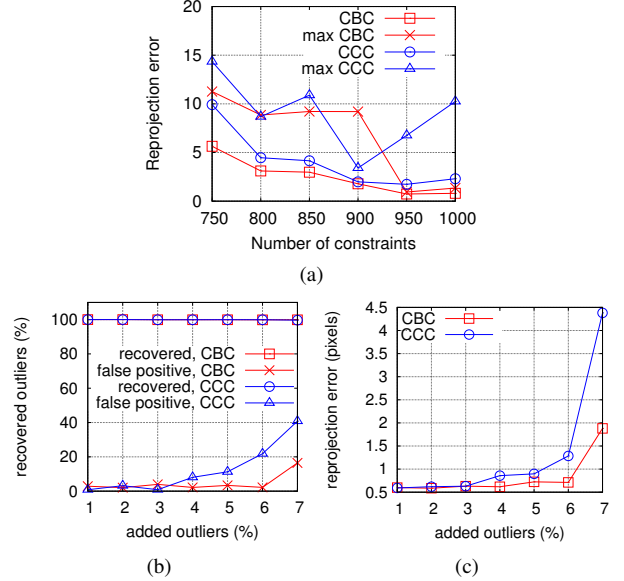 CBC
max CBC
CCC
max CCC
20
15
10
5
0
Reprojection error
750 800 850 900 950 1000
Number of constraints
(a)
100
80
60
40
20
0
recovered outliers (%)
recovered, CBC
false positive, CBC
recovered, CCC
false positive, CCC
1 2 3 4 5 6 7
added outliers (%)
(b)
CBC
CCC
4.5
4
3.5
3
2.5
2
1.5
1
0.5
reprojection error (pixels)
1 2 3 4 5 6 7
added outliers (%)
(c)